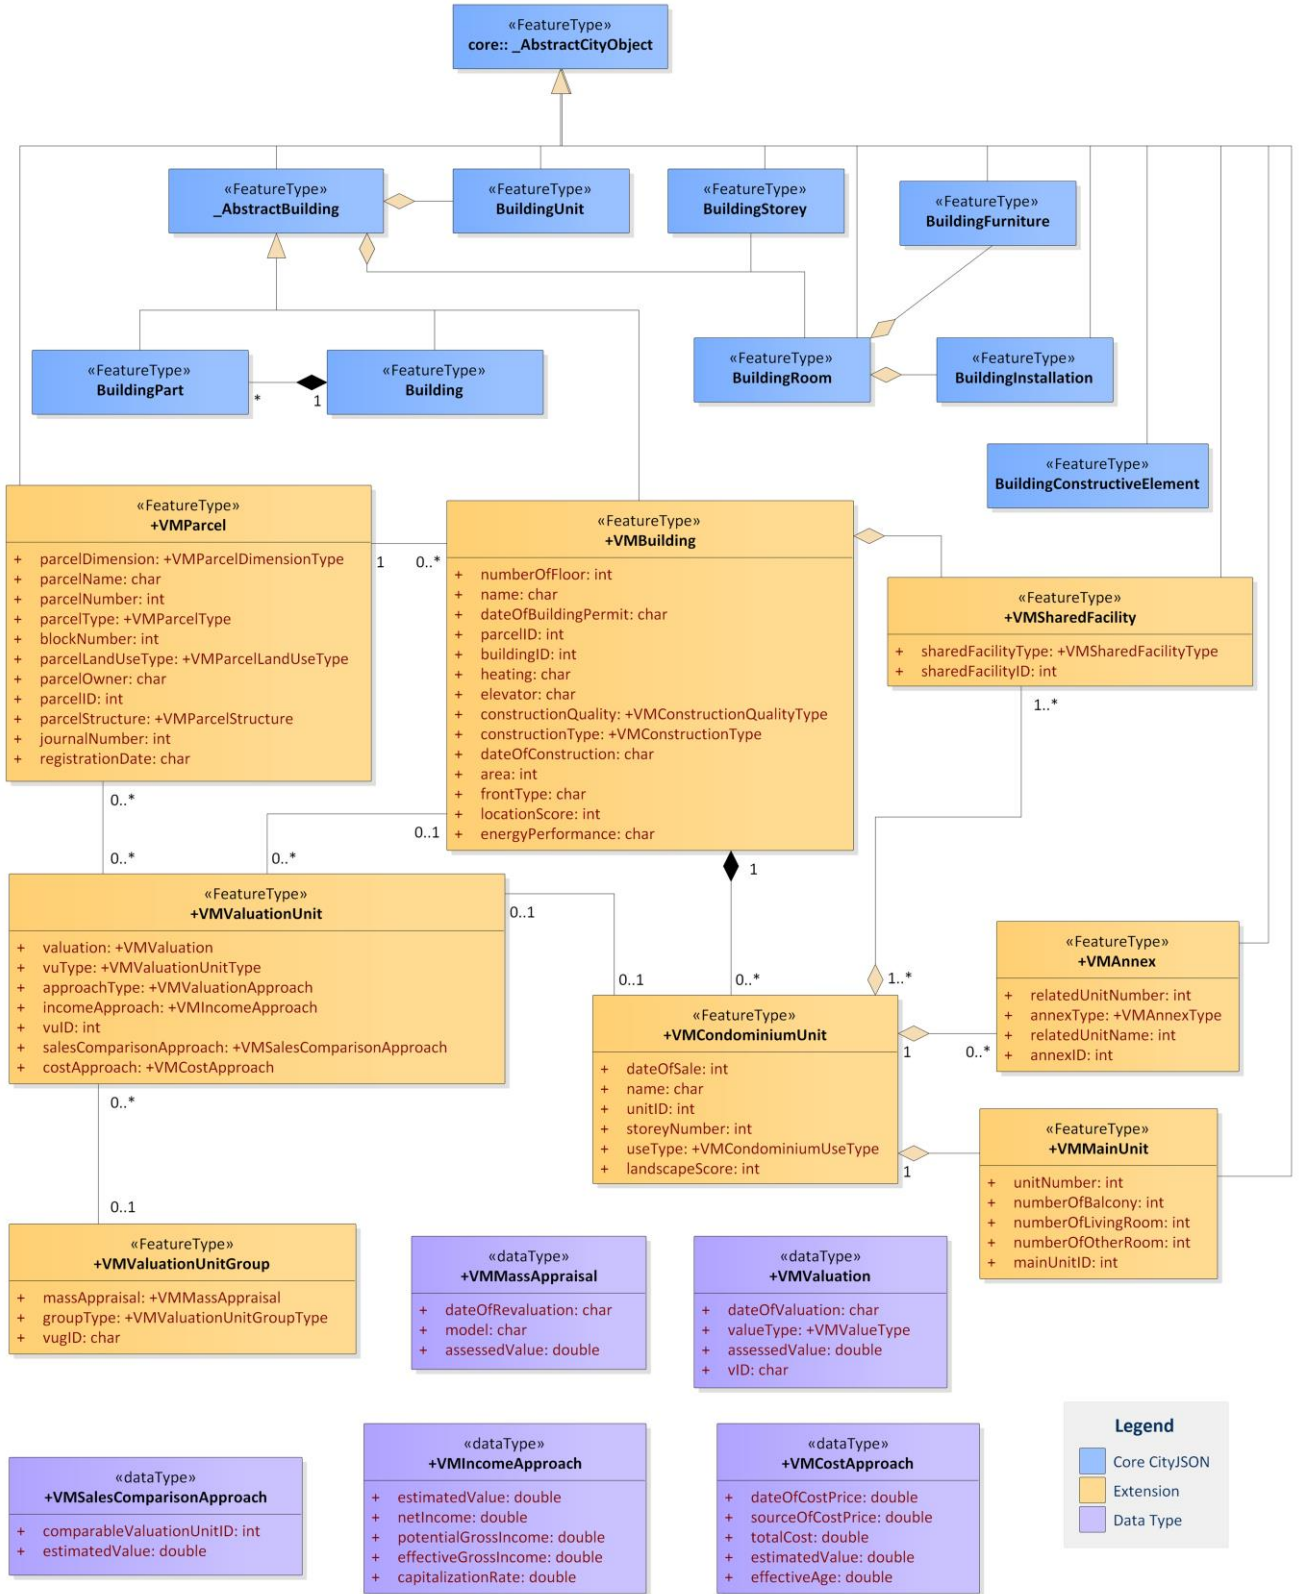 «FeatureType»
core:: _AbstractCityObject
«FeatureType»
_AbstractBuilding
«FeatureType»
BuildingUnit
«FeatureType»
BuildingStorey
«FeatureType»
BuildingFurniture
«FeatureType»
BuildingPart
*
1
«FeatureType»
Building
«FeatureType»
BuildingRoom
«FeatureType»
BuildingInstallation
«FeatureType»
BuildingConstructiveElement
«FeatureType»
+VMParcel
+ parcelDimension: +VMParcelDimensionType
+ parcelName: char
+ parcelNumber: int
+ parcelType: +VMParcelType
+ blockNumber: int
+ parcelLandUseType: +VMParcelLandUseType
+ parcelOwner: char
+ parcelID: int
+ parcelStructure: +VMParcelStructure
+ journalNumber: int
+ registrationDate: char
1
0..*
«FeatureType»
+VMBuilding
+ numberOfFloor: int
+ name: char
+ dateOfBuildingPermit: char
+ parcelID: int
+ buildingID: int
+ heating: char
+ elevator: char
+ constructionQuality: +VMConstructionQualityType
+ constructionType: +VMConstructionType
+ dateOfConstruction: char
+ area: int
+ frontType: char
+ locationScore: int
+ energyPerformance: char
«FeatureType»
+VMSharedFacility
+ sharedFacilityType: +VMSharedFacilityType
+ sharedFacilityID: int
1..*
0..*
0..1
0..*
0..*
1
«FeatureType»
+VMValuationUnit
+ valuation: +VMValuation
+ vuType: +VMValuationUnitType
+ approachType: +VMValuationApproach
+ incomeApproach: +VMIncomeApproach
+ vuID: int
+ salesComparisonApproach: +VMSalesComparisonApproach
+ costApproach: +VMCostApproach
0..1
0..1
0..*
1..*
«FeatureType»
+VMAnnex
+ relatedUnitNumber: int
+ annexType: +VMAnnexType
+ relatedUnitName: int
+ annexID: int
«FeatureType»
+VMCondominiumUnit
+ dateOfSale: int
+ name: char
+ unitID: int
+ storeyNumber: int
+ useType: +VMCondominiumUseType
+ landscapeScore: int
1
0..*
1
«FeatureType»
+VMMainUnit
+ unitNumber: int
+ numberOfBalcony: int
+ numberOfLivingRoom: int
+ numberOfOtherRoom: int
+ mainUnitID: int
0..*
0..1
«FeatureType»
+VMValuationUnitGroup
+ massAppraisal: +VMMassAppraisal
+ groupType: +VMValuationUnitGroupType
+ vugID: char
«dataType»
+VMMassAppraisal
+ dateOfRevaluation: char
+ model: char
+ assessedValue: double
«dataType»
+VMValuation
+ dateOfValuation: char
+ valueType: +VMValueType
+ assessedValue: double
+ vID: char
«dataType»
+VMSalesComparisonApproach
+ comparableValuationUnitID: int
+ estimatedValue: double
«dataType»
+VMIncomeApproach
+ estimatedValue: double
+ netIncome: double
+ potentialGrossIncome: double
+ effectiveGrossIncome: double
+ capitalizationRate: double
«dataType»
+VMCostApproach
+ dateOfCostPrice: double
+ sourceOfCostPrice: double
+ totalCost: double
+ estimatedValue: double
+ effectiveAge: double
Legend
Core CityJSON
Extension
Data Type